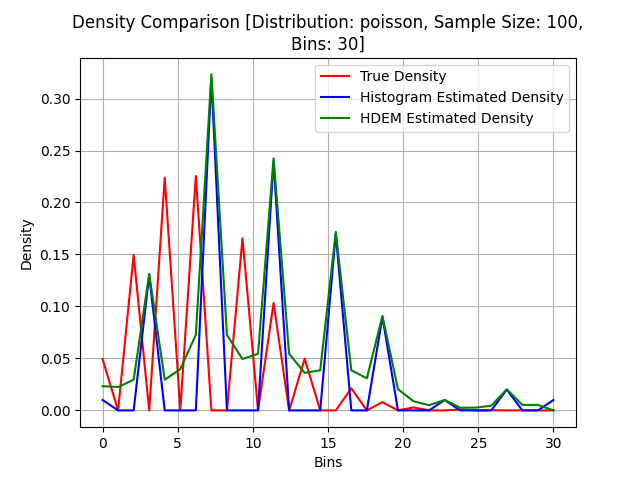 Density Comparison [Distribution: poisson, Sample Size: 100,
Bins: 30]
True Density
Histogram Estimated Density
HDEM Estimated Density
Density
0.30
0.25
0.20
0.15
0.10
0.05
0.00
0 5 10 15 20 25 30
Bins